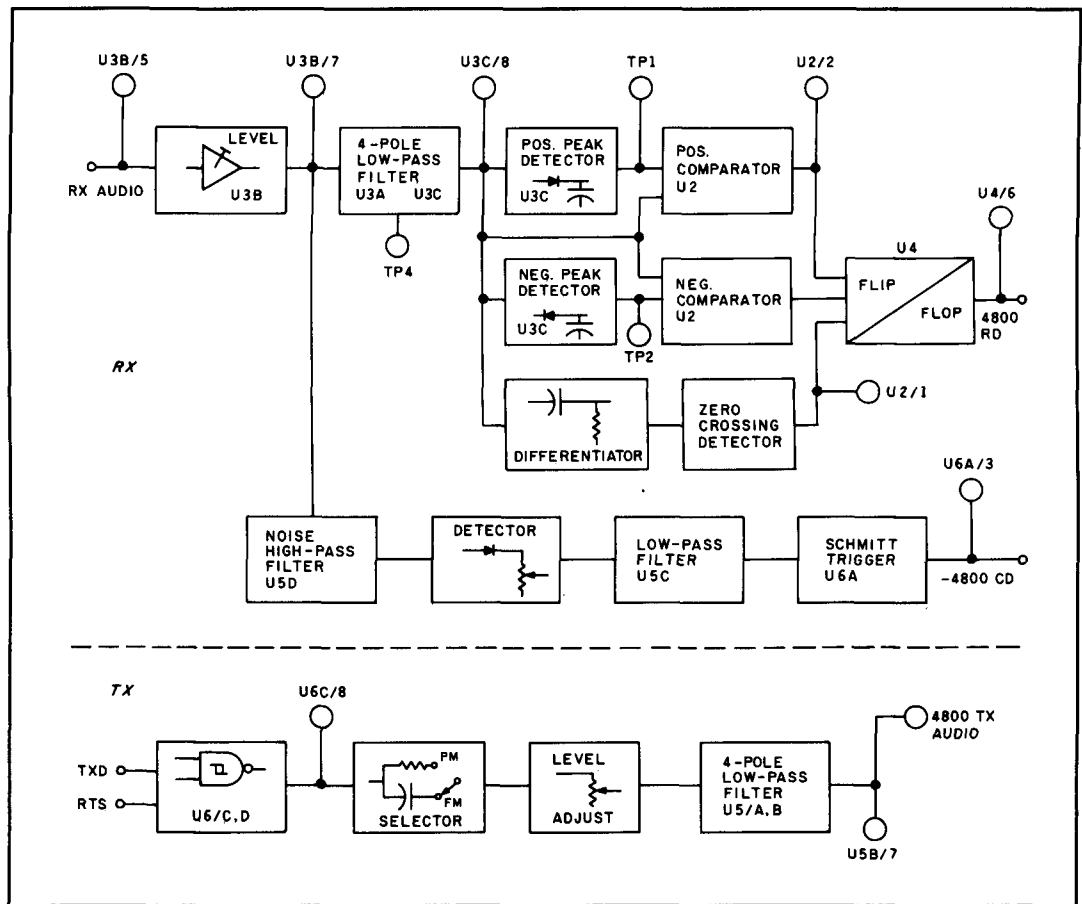 U3B/5
U3B/7
U3C/8
TP1
U2/2
RX AUDIO
LEVEL
U3B
4-POLE
LOW-PASS
FILTER
U3A U3C
TP4
POS. PEAK
DETECTOR
U3C
POS.
COMPARATOR
U2
NEG. PEAK
DETECTOR
U3C
TP2
NEG.
COMPARATOR
U2
U4
FLIP
FLOP
U4/6
4800
RD
RX
DIFFERENTIATOR
ZERO
CROSSING
DETECTOR
U2/1
NOISE
HIGH-PASS
FILTER
U5D
DETECTOR
LOW-PASS
FILTER
U5C
SCHMITT
TRIGGER
U6A
U6A/3
-4800 CD
TX
TXD
RTS
U6/C,D
U6C/8
PM
FM
SELECTOR
LEVEL
ADJUST
4-POLE
LOW-PASS
FILTER
U5/A,B
4800 TX
AUDIO
U5B/7